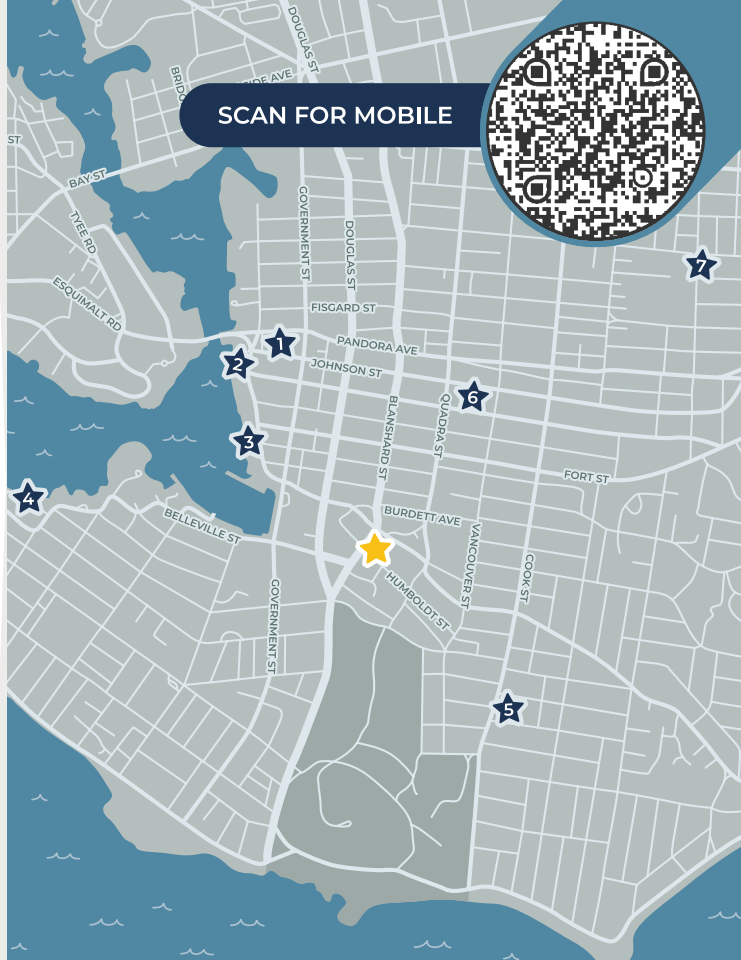 DOUGLAS ST
SCAN FOR MOBILE
ST
BAY ST
TYEE RD
ESQUIMALT RD
GOVERNMENT ST
DOUGLAS ST
7
FISGARD ST
1
PANDORA AVE
2
JOHNSON ST
6
BLANSHARD ST
QUADRA ST
3
FORT ST
4
BELLEVILLE ST
BURDETT AVE
VANCOUVER ST
COOK ST
HUMBOLDT ST
GOVERNMENT ST
5